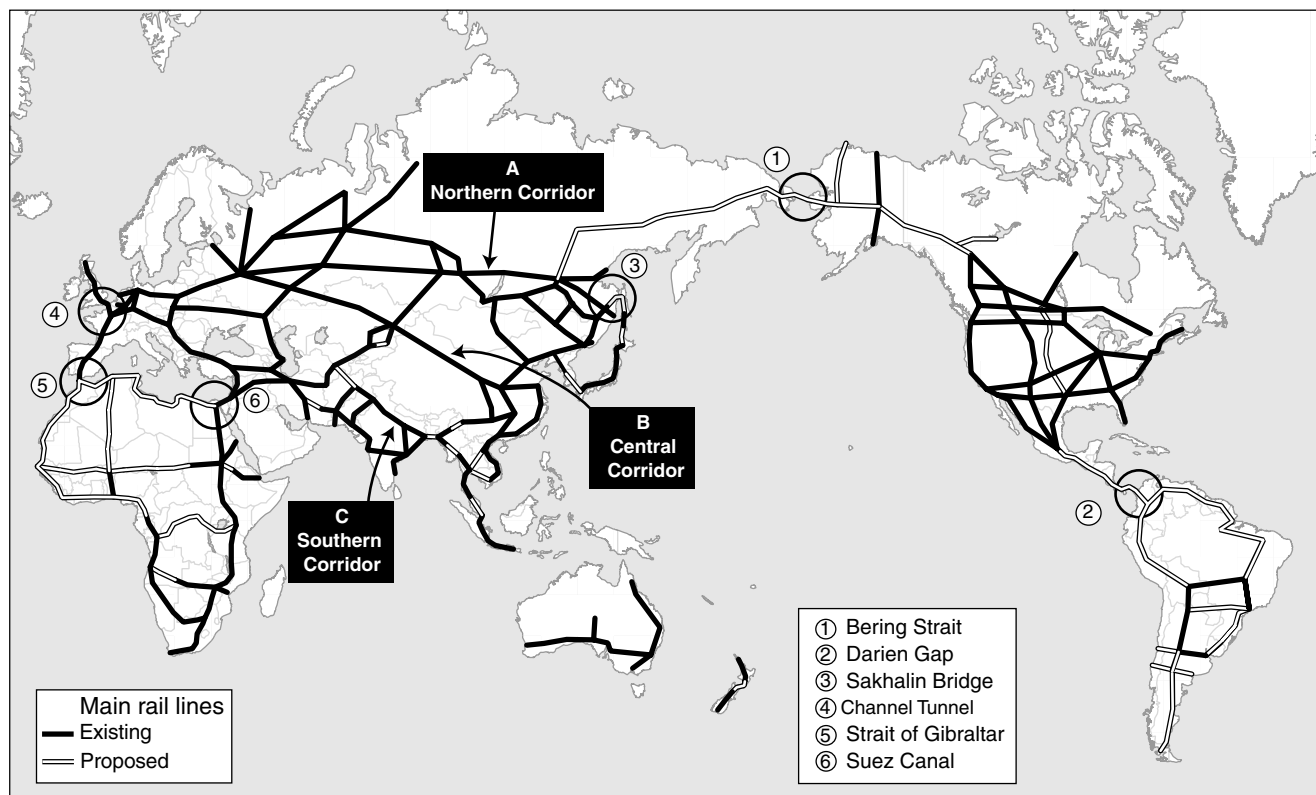 A
Northern Corridor
①
③
④
⑤
⑥
B
Central
Corridor
C
Southern
Corridor
②
Main rail lines
Existing
Proposed
① Bering Strait
② Darien Gap
③ Sakhalin Bridge
④ Channel Tunnel
⑤ Strait of Gibraltar
⑥ Suez Canal